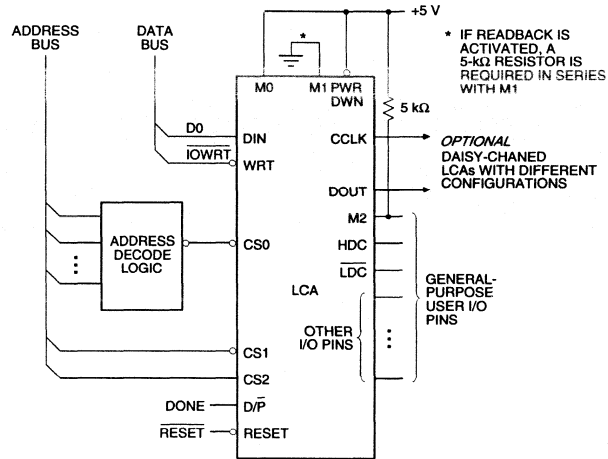 ADDRESS
BUS
DATA
BUS
+5 V
* IF READBACK IS
ACTIVATED, A
5-kΩ RESISTOR IS
REQUIRED IN SERIES
WITH M1
*
M0
M1
PWR
DWN
5 kΩ
D0
DIN
IOWRT
WRT
CCLK
OPTIONAL
DAISY-CHANED
LCAs WITH DIFFERENT
CONFIGURATIONS
DOUT
M2
ADDRESS
DECODE
LOGIC
CS0
HDC
LDC
LCA
GENERAL-
PURPOSE
USER I/O
PINS
OTHER
I/O PINS
CS1
CS2
DONE
D/P̅
RESET
RESET